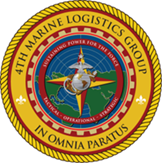 4TH MARINE LOGISTICS GROUP
SUSTAINING POWER FOR THE FORCE
TACTICAL - OPERATIONAL - STRATEGIC
IN OMNIA PARATUS